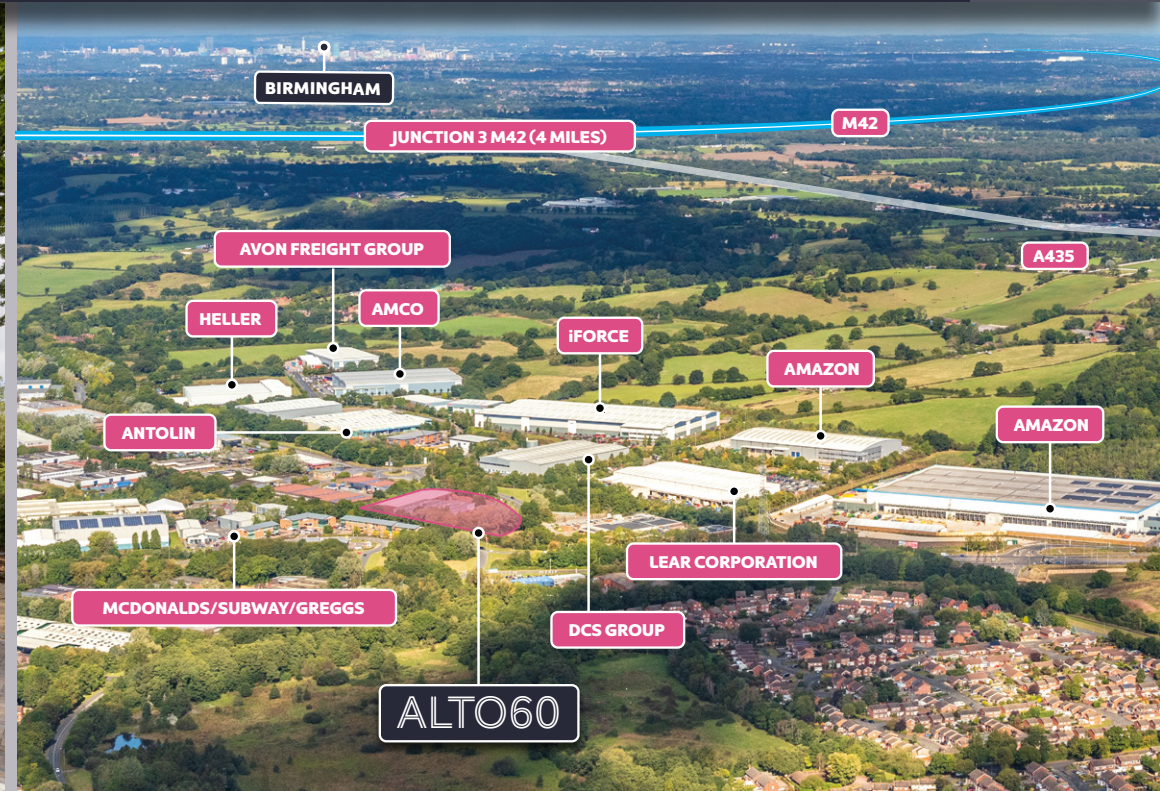 BIRMINGHAM
JUNCTION 3 M42 (4 MILES)
M42
AVON FREIGHT GROUP
A435
HELLER
AMCO
iFORCE
AMAZON
ANTOLIN
AMAZON
LEAR CORPORATION
MCDONALDS/SUBWAY/GREGGS
DCS GROUP
ALTO60